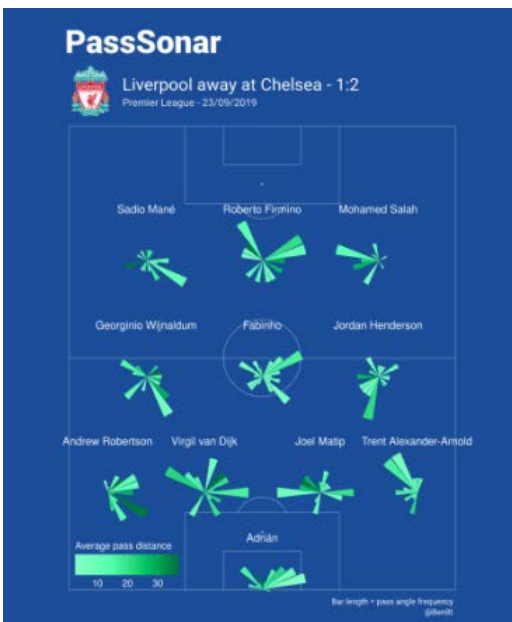 PassSonar
Liverpool away at Chelsea - 1:2
Premier League - 23/09/2019
Sadio Mané
Roberto Firmino
Mohamed Salah
Georginio Wijnaldum
Fabinho
Jordan Henderson
Andrew Robertson
Virgil van Dijk
Joel Matip
Trent Alexander-Arnold
Adrián
Average pass distance
10 20 30
Bar length = pass angle frequency